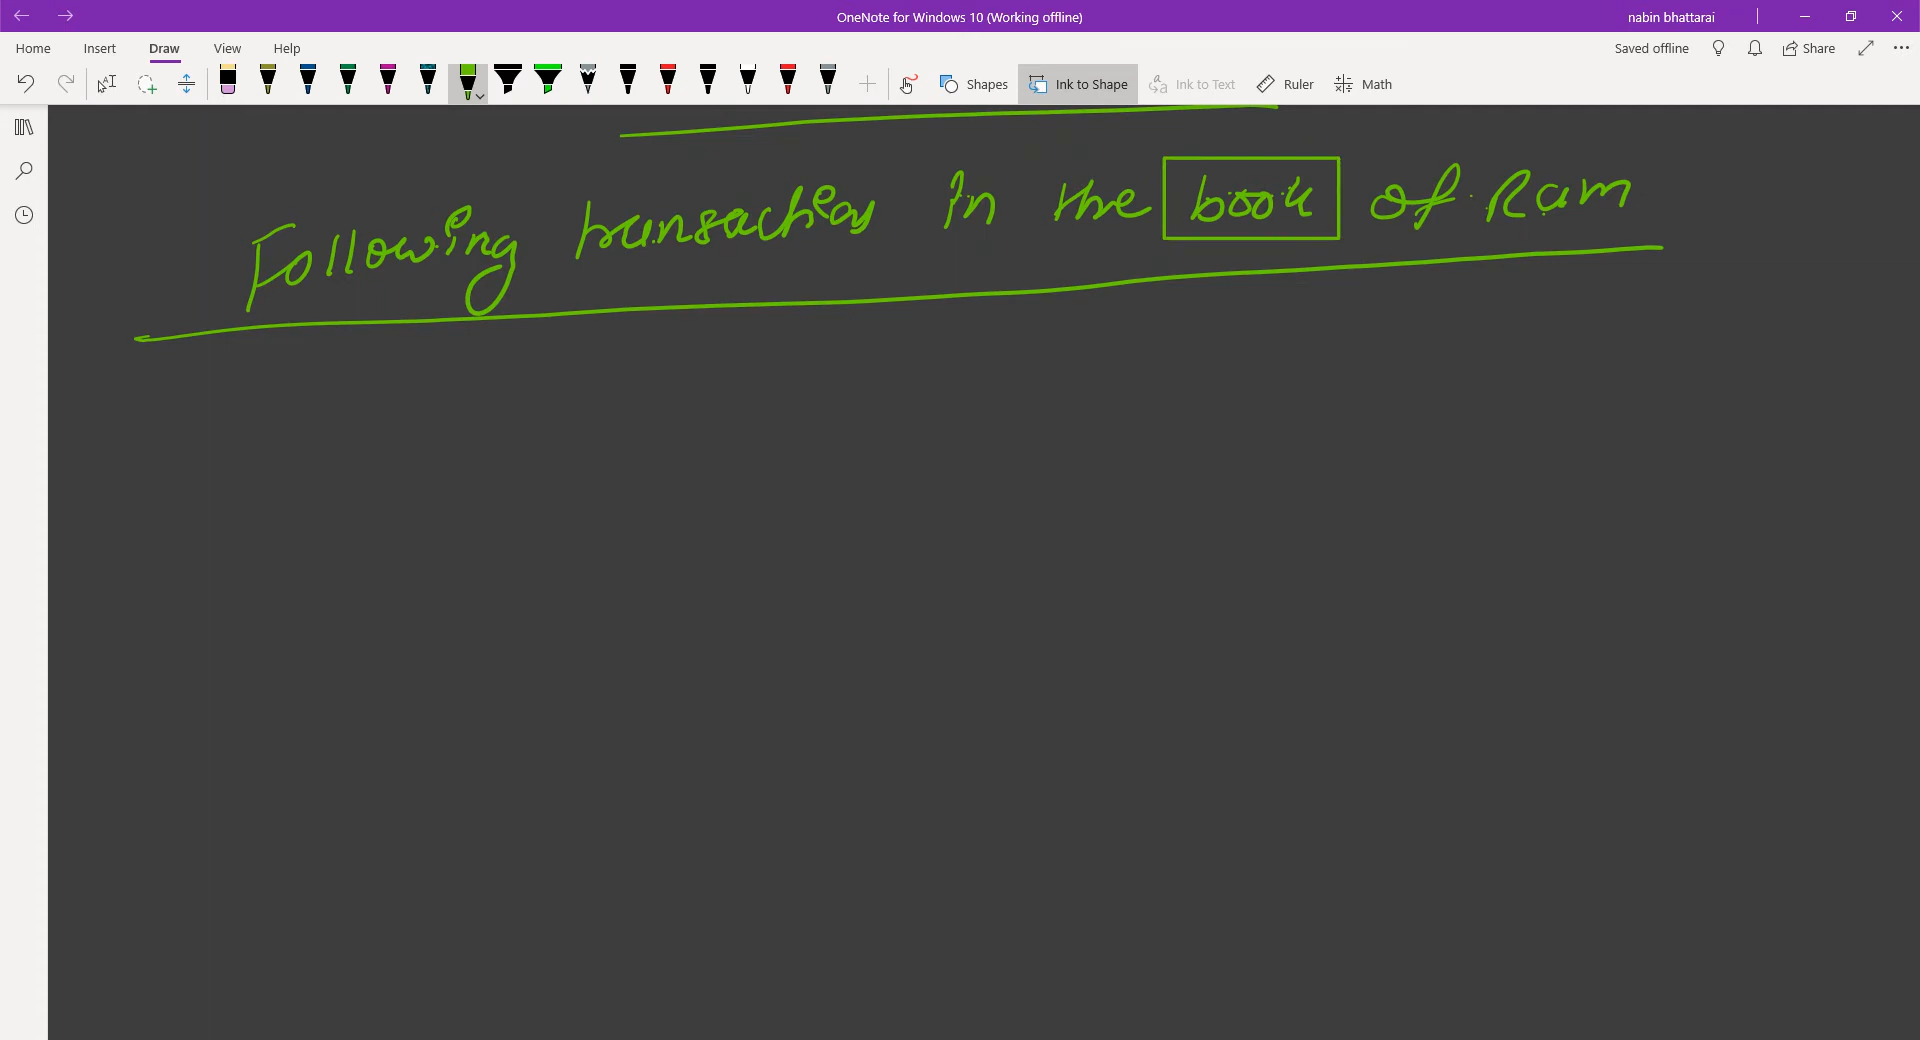 OneNote for Windows 10 (Working offline)
nabin bhattarai
Home Insert Draw View Help
Saved offline
Share
Shapes
Ink to Shape
Ink to Text
Ruler
Math
Following transactions In the book of Ram